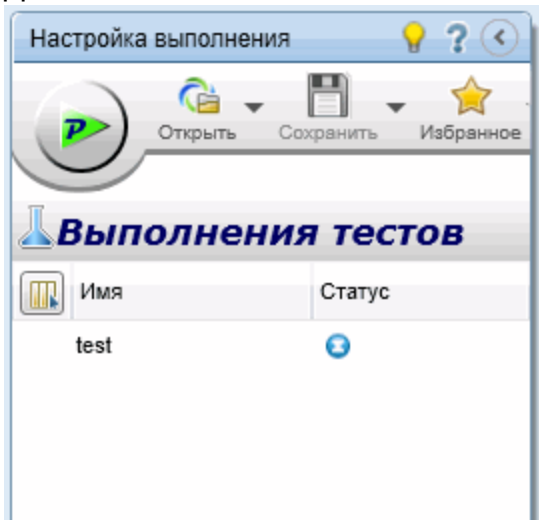 Настройка выполнения
Открыть Сохранить Избранное
Выполнения тестов
Имя Статус
test